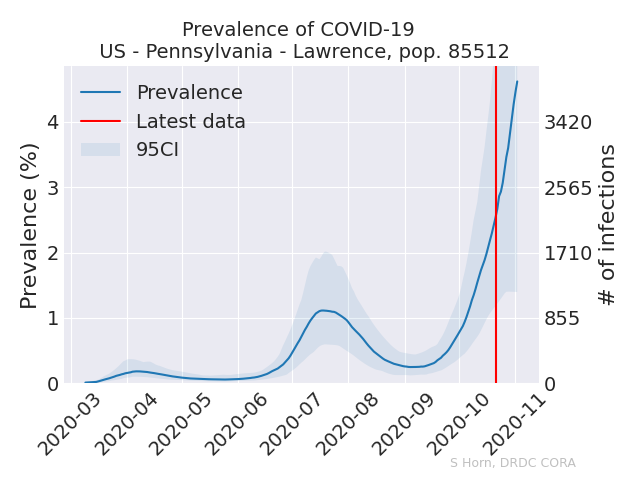 Prevalence of COVID-19
US - Pennsylvania - Lawrence, pop. 85512
Prevalence
Latest data
95CI
Prevalence (%)
4
3
2
1
0
3420
2565
1710
855
0
# of infections
2020-03
2020-04
2020-05
2020-06
2020-07
2020-08
2020-09
2020-10
2020-11
S Horn, DRDC CORA